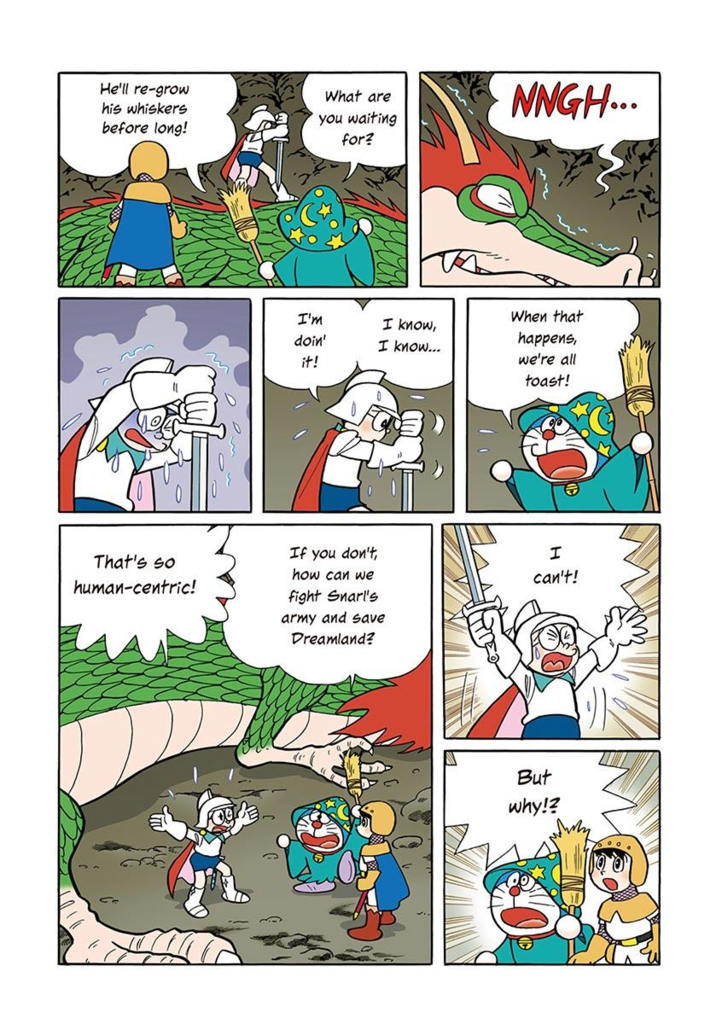 NNGH...
What are
you waiting
for?
He'll re-grow
his whiskers
before long!
When that
happens,
we're all
toast!
I know,
I know...
I'm
doin'
it!
I
can't!
But
why!?
If you don't,
how can we
fight Snarl's
army and save
Dreamland?
That's so
human-centric!